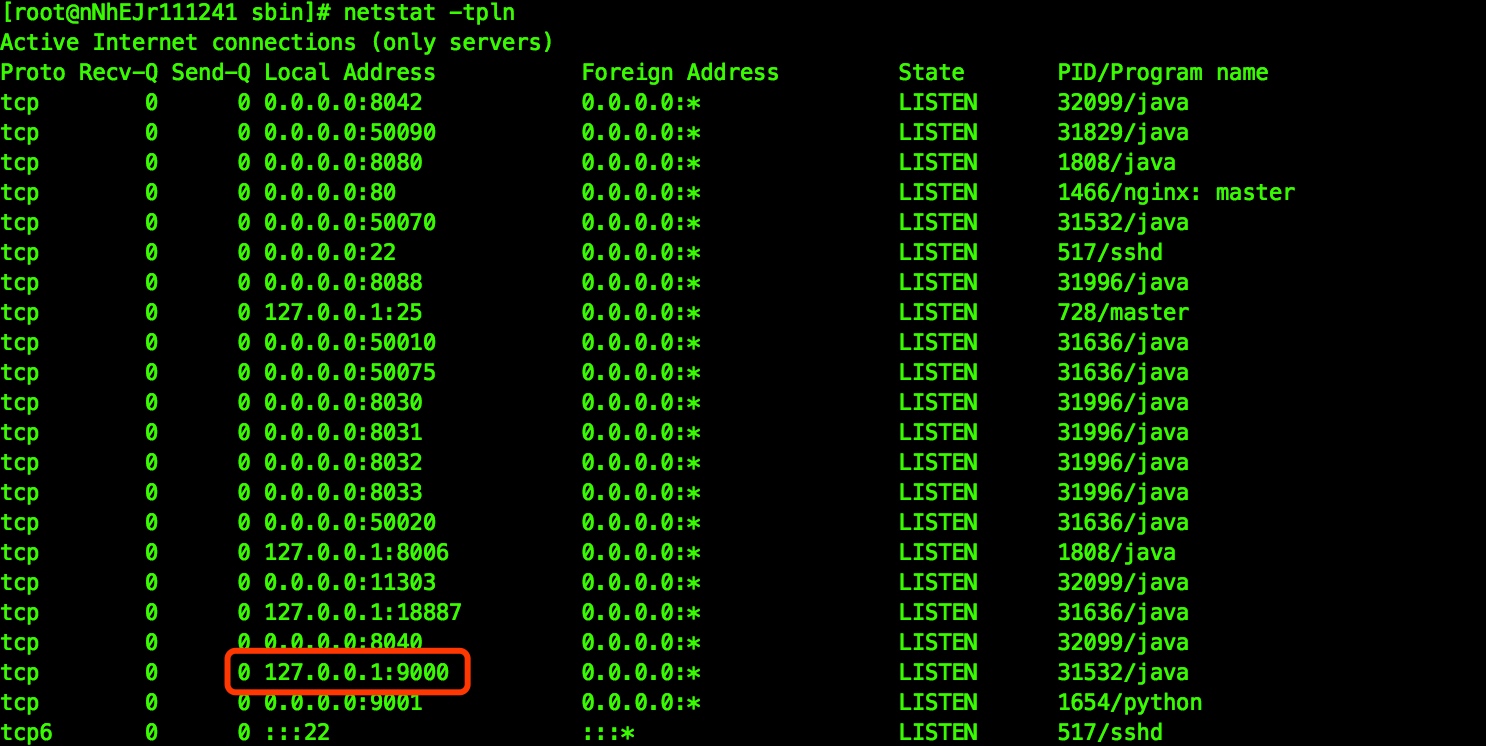 [root@nNhEJr111241 sbin]# netstat -tpln
Active Internet connections (only servers)
Proto Recv-Q Send-Q Local Address           Foreign Address         State       PID/Program name
tcp        0      0 0.0.0.0:8042            0.0.0.0:*               LISTEN      32099/java
tcp        0      0 0.0.0.0:50090           0.0.0.0:*               LISTEN      31829/java
tcp        0      0 0.0.0.0:8080            0.0.0.0:*               LISTEN      1808/java
tcp        0      0 0.0.0.0:80              0.0.0.0:*               LISTEN      1466/nginx: master
tcp        0      0 0.0.0.0:50070           0.0.0.0:*               LISTEN      31532/java
tcp        0      0 0.0.0.0:22              0.0.0.0:*               LISTEN      517/sshd
tcp        0      0 0.0.0.0:8088            0.0.0.0:*               LISTEN      31996/java
tcp        0      0 127.0.0.1:25            0.0.0.0:*               LISTEN      728/master
tcp        0      0 0.0.0.0:50010           0.0.0.0:*               LISTEN      31636/java
tcp        0      0 0.0.0.0:50075           0.0.0.0:*               LISTEN      31636/java
tcp        0      0 0.0.0.0:8030            0.0.0.0:*               LISTEN      31996/java
tcp        0      0 0.0.0.0:8031            0.0.0.0:*               LISTEN      31996/java
tcp        0      0 0.0.0.0:8032            0.0.0.0:*               LISTEN      31996/java
tcp        0      0 0.0.0.0:8033            0.0.0.0:*               LISTEN      31996/java
tcp        0      0 0.0.0.0:50020           0.0.0.0:*               LISTEN      31636/java
tcp        0      0 127.0.0.1:8006          0.0.0.0:*               LISTEN      1808/java
tcp        0      0 0.0.0.0:11303           0.0.0.0:*               LISTEN      32099/java
tcp        0      0 127.0.0.1:18887         0.0.0.0:*               LISTEN      31636/java
tcp        0      0 0.0.0.0:8040            0.0.0.0:*               LISTEN      32099/java
tcp        0      0 127.0.0.1:9000          0.0.0.0:*               LISTEN      31532/java
tcp        0      0 0.0.0.0:9001            0.0.0.0:*               LISTEN      1654/python
tcp6       0      0 :::22                   :::*                    LISTEN      517/sshd